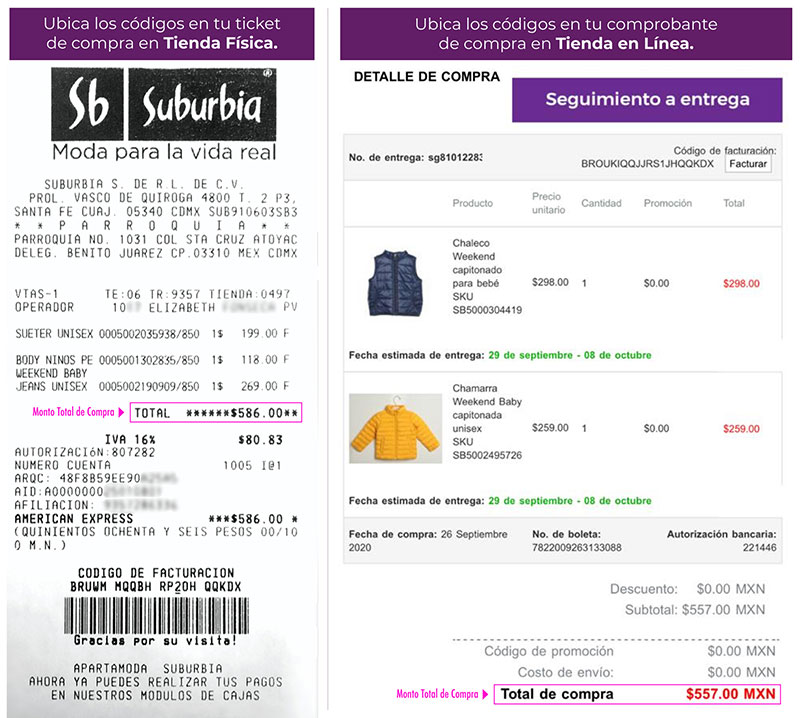 Ubica los códigos en tu ticket
de compra en Tienda Física.
Sb Suburbia®
Moda para la vida real
SUBURBIA S. DE R.L. DE C.V.
PROL. VASCO DE QUIROGA 4800 T. 2 P3,
SANTA FE CUAJ. 05340 CDMX SUB910603SB3
* * P A R R O Q U I A * *
PARROQUIA NO. 1031 COL STA CRUZ ATOYAC
DELEG. BENITO JUAREZ CP.03310 MEX CDMX
VTAS-1 TE:06 TR:9357 TIENDA:0497
OPERADOR 10 ELIZABETH PV
SUETER UNISEX 0005002035938/850 1$ 199.00 F
BODY NINOS PE 0005001302835/850 1$ 118.00 F
WEEKEND BABY
JEANS UNISEX 0005002190909/850 1$ 269.00 F
Monto Total de Compra TOTAL ******$586.00**
IVA 16% $80.83
AUTORIZACIóN:807282
NUMERO CUENTA 1005 I@1
ARQC: 48F8B59EE90
AID:A0000000
AFILIACION:
AMERICAN EXPRESS ***$586.00 *
(QUINIENTOS OCHENTA Y SEIS PESOS 00/10
0 M.N.)
CODIGO DE FACTURACION
BRUWM MQQBH RP2OH QQKDX
Gracias por su visita!
APARTAMODA SUBURBIA
AHORA YA PUEDES REALIZAR TUS PAGOS
EN NUESTROS MODULOS DE CAJAS
Ubica los códigos en tu comprobante
de compra en Tienda en Línea.
DETALLE DE COMPRA
Seguimiento a entrega
No. de entrega: sg81012283
Código de facturación:
BROUKIQQJJRS1JHQQKDX Facturar
Producto Precio unitario Cantidad Promoción Total
Chaleco
Weekend
capitonado
para bebé $298.00 1 $0.00 $298.00
SKU
SB5000304419
Fecha estimada de entrega: 29 de septiembre - 08 de octubre
Chamarra
Weekend Baby
capitonada
unisex $259.00 1 $0.00 $259.00
SKU
SB5002495726
Fecha estimada de entrega: 29 de septiembre - 08 de octubre
Fecha de compra: 26 Septiembre
2020
No. de boleta:
7822009263133088
Autorización bancaria:
221446
Descuento: $0.00 MXN
Subtotal: $557.00 MXN
Código de promoción $0.00 MXN
Costo de envío: $0.00 MXN
Monto Total de Compra Total de compra $557.00 MXN